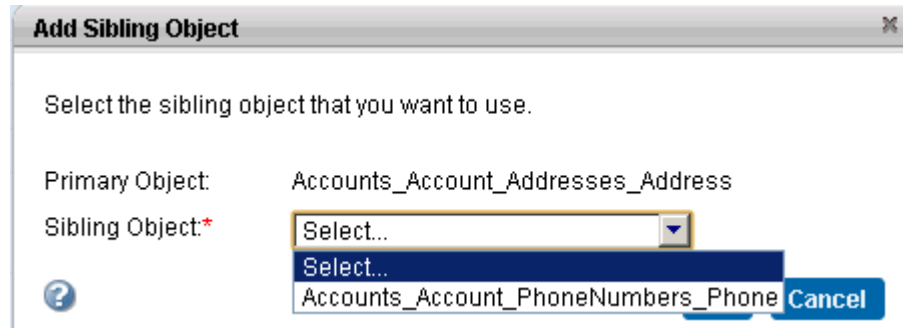 Add Sibling Object
Select the sibling object that you want to use.
Primary Object: Accounts_Account_Addresses_Address
Sibling Object:* Select...
Select...
Accounts_Account_PhoneNumbers_Phone
? Cancel